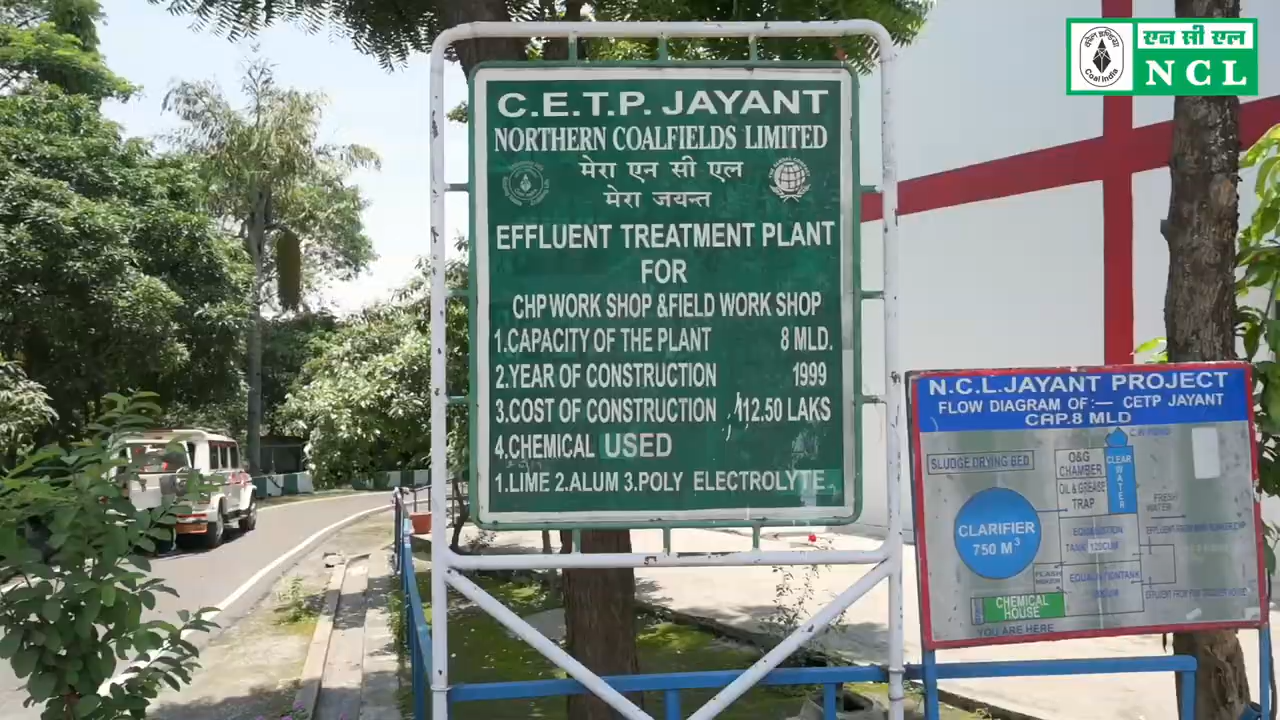 C.E.T.P. JAYANT
NORTHERN COALFIELDS LIMITED
मेरा एन सी एल
मेरा जयन्त
EFFLUENT TREATMENT PLANT
FOR
CHP WORK SHOP & FIELD WORK SHOP
1.CAPACITY OF THE PLANT 8 MLD.
2.YEAR OF CONSTRUCTION 1999
3.COST OF CONSTRUCTION 112.50 LAKS
4.CHEMICAL USED
1.LIME 2.ALUM 3.POLY ELECTROLYTE
एन सी एल
NCL
Coal India
N.C.L.JAYANT PROJECT
FLOW DIAGRAM OF:— CETP JAYANT
CAP.8 MLD
SLUDGE DRYING BED
O&G CHAMBER
OIL & GREASE TRAP
CLEAR WATER
FRESH WATER
CLARIFIER
750 M³
TANK
FLASH
CHEMICAL HOUSE
YOU ARE HERE